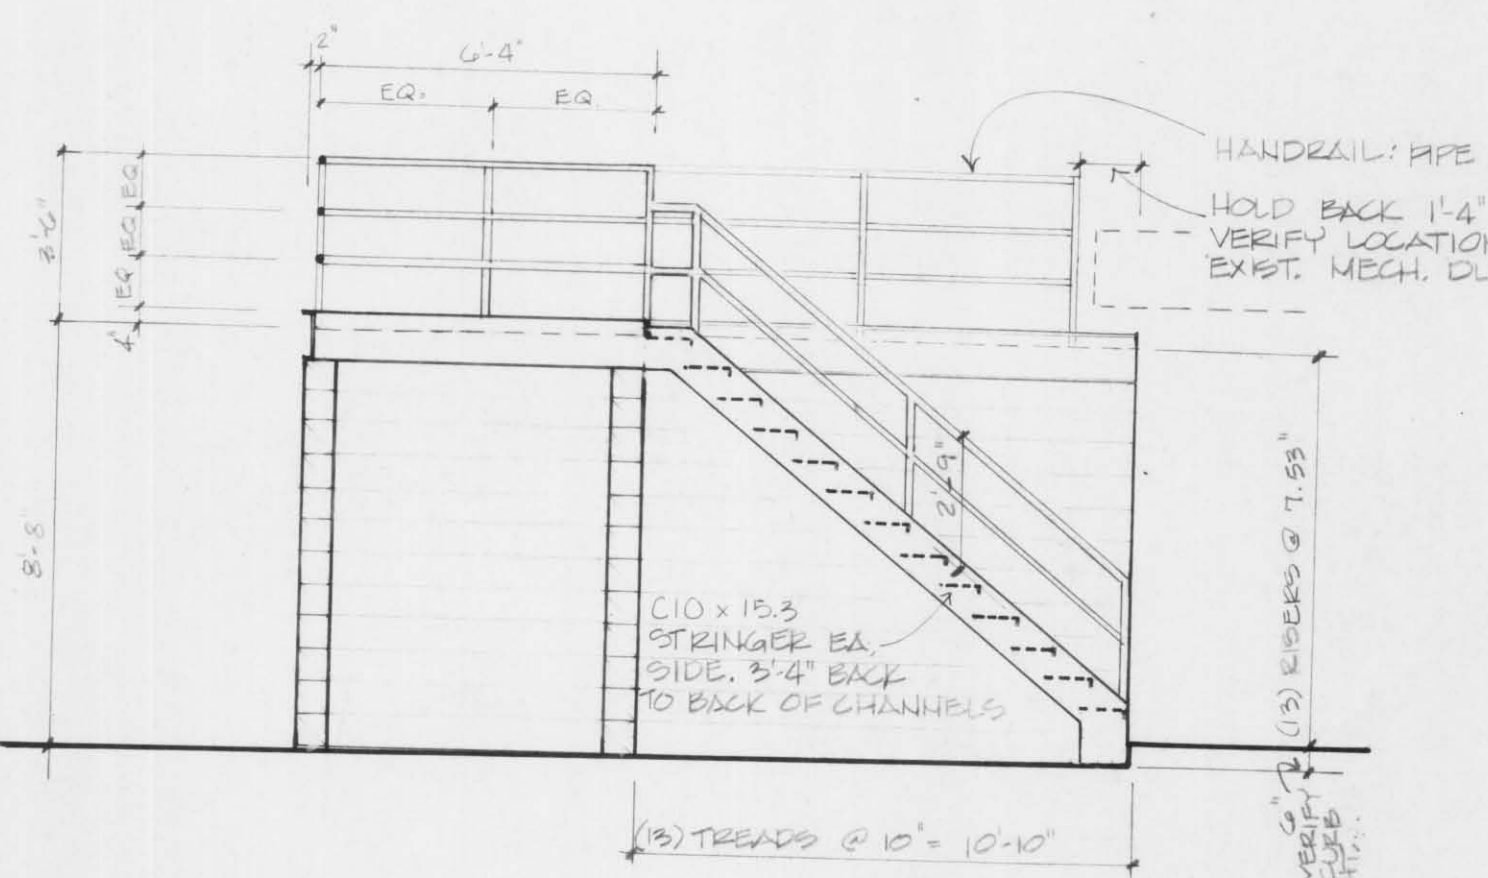 2"
6'-4"
EQ.
EQ.
HANDRAIL: PIPE
HOLD BACK 1'-4"
VERIFY LOCATION
EXIST. MECH.
3'-6"
EQ EQ EQ
4"
8'-8"
2'-9"
C10 x 15.3
STRINGER EA.
SIDE. 3'-4" BACK
TO BACK OF CHANNELS
(13) RISERS @ 7.53"
6"
VERIFY
CURB
(13) TREADS @ 10" = 10'-10"